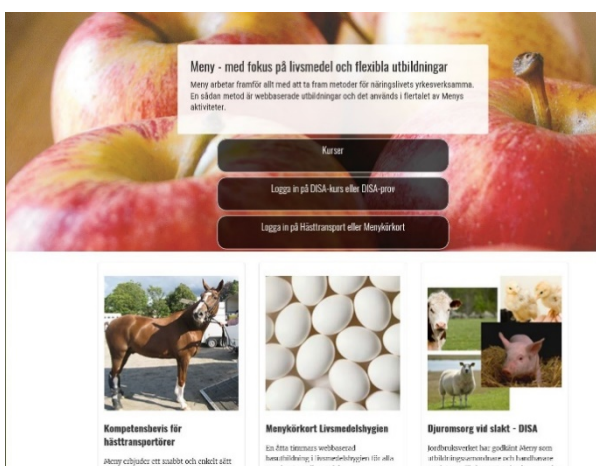 Meny - med fokus på livsmedel och flexibla utbildningar
Meny arbetar framför allt med att ta fram metoder för näringslivets yrkesverksamma.
En sådan metod är webbaserade utbildningar och det används i flertalet av Menys
aktiviteter.
Kurser
Logga in på DISA-kurs eller DISA-prov
Logga in på Hästtransport eller Menykörkort
Kompetensbevis för
hästtransportörer
Meny erbjuder ett snabbt och enkelt sätt
Menykörkort Livsmedelshygien
En åtta timmars webbaserad
basutbildning i livsmedelshygien för alla
Djuromsorg vid slakt - DISA
Jordbruksverket har godkänt Meny som
utbildningssamordnare och handhavare